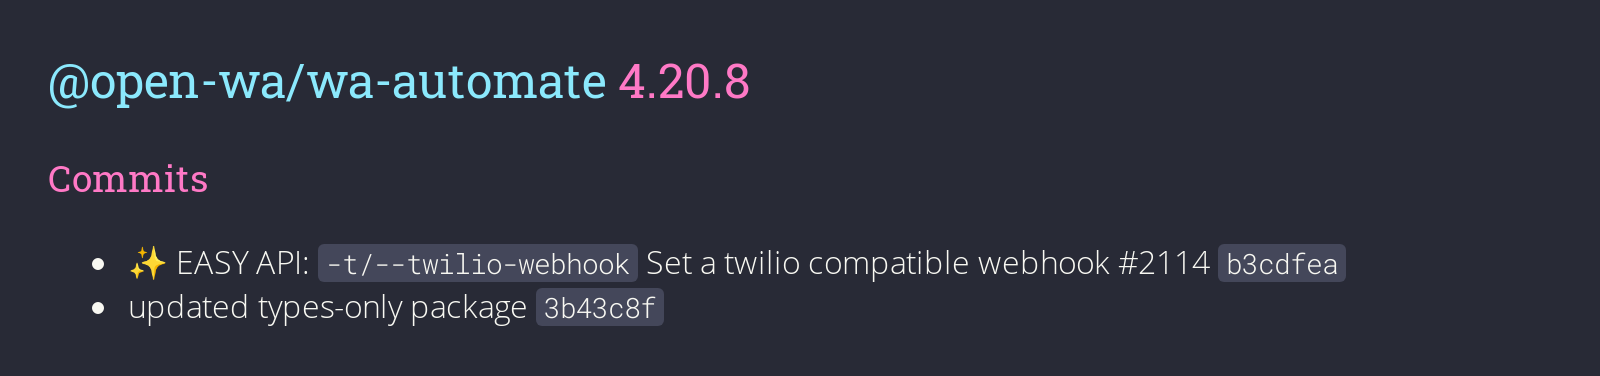 @open-wa/wa-automate 4.20.8
Commits
✨ EASY API: -t/--twilio-webhook Set a twilio compatible webhook #2114 b3cdfea
updated types-only package 3b43c8f